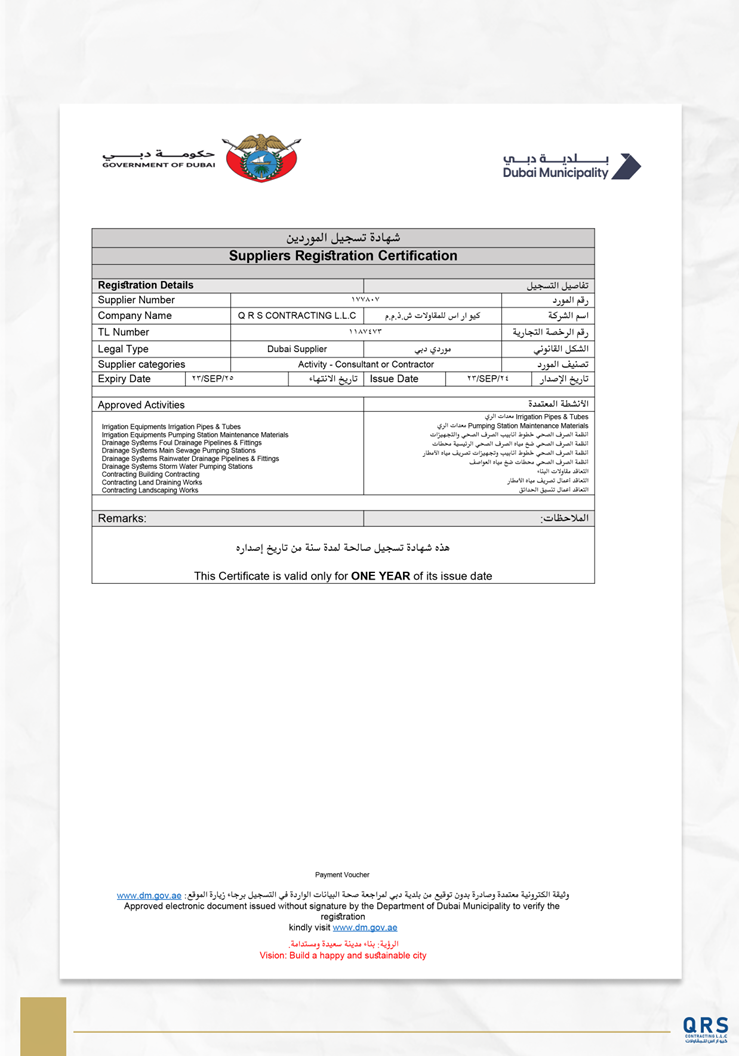 حكومـــــة دبـــــي
GOVERNMENT OF DUBAI
بـــــلـديـــــة دبـــي
Dubai Municipality
شهادة تسجيل الموردين
Suppliers Registration Certification
Registration Details تفاصيل التسجيل
Supplier Number ١٧٧٨٠٧ رقم المورد
Company Name Q R S CONTRACTING L.L.C كيو ار اس للمقاولات ش.ذ.م.م اسم الشركة
TL Number ١١٨٧٤٧٣ رقم الرخصة التجارية
Legal Type Dubai Supplier موردي دبي الشكل القانوني
Supplier categories Activity - Consultant or Contractor تصنيف المورد
Expiry Date ٢٣/SEP/٢٥ تاريخ الانتهاء Issue Date ٢٣/SEP/٢٤ تاريخ الإصدار
Approved Activities الأنشطة المعتمدة
Irrigation Equipments Irrigation Pipes & Tubes
Irrigation Equipments Pumping Station Maintenance Materials
Drainage Systems Foul Drainage Pipelines & Fittings
Drainage Systems Main Sewage Pumping Stations
Drainage Systems Rainwater Drainage Pipelines & Fittings
Drainage Systems Storm Water Pumping Stations
Contracting Building Contracting
Contracting Land Draining Works
Contracting Landscaping Works
معدات الري Irrigation Pipes & Tubes
معدات الري Pumping Station Maintenance Materials
انظمة الصرف الصحي خطوط انابيب الصرف الصحي والتجهيزات
انظمة الصرف الصحي ضخ مياه الصرف الصحي الرئيسية محطات
انظمة الصرف الصحي خطوط انابيب وتجهيزات تصريف مياه الأمطار
انظمة الصرف الصحي محطات ضخ مياه العواصف
التعاقد مقاولات البناء
التعاقد أعمال تصريف مياه الأمطار
التعاقد أعمال تنسيق الحدائق
Remarks: الملاحظات:
هذه شهادة تسجيل صالحة لمدة سنة من تاريخ إصداره
This Certificate is valid only for ONE YEAR of its issue date
Payment Voucher
وثيقة الكترونية معتمدة وصادرة بدون توقيع من بلدية دبي لمراجعة صحة البيانات الواردة في التسجيل برجاء زيارة الموقع: www.dm.gov.ae
Approved electronic document issued without signature by the Department of Dubai Municipality to verify the
registration
kindly visit www.dm.gov.ae
الرؤية: بناء مدينة سعيدة ومستدامة.
Vision: Build a happy and sustainable city
QRS
CONTRACTING L.L.C
كيو ار اس للمقاولات